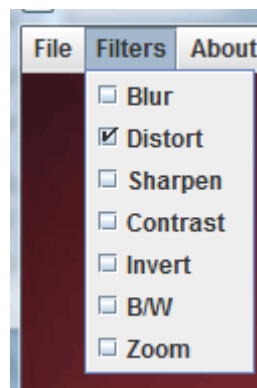 File Filters About
Blur
Distort
Sharpen
Contrast
Invert
B/W
Zoom